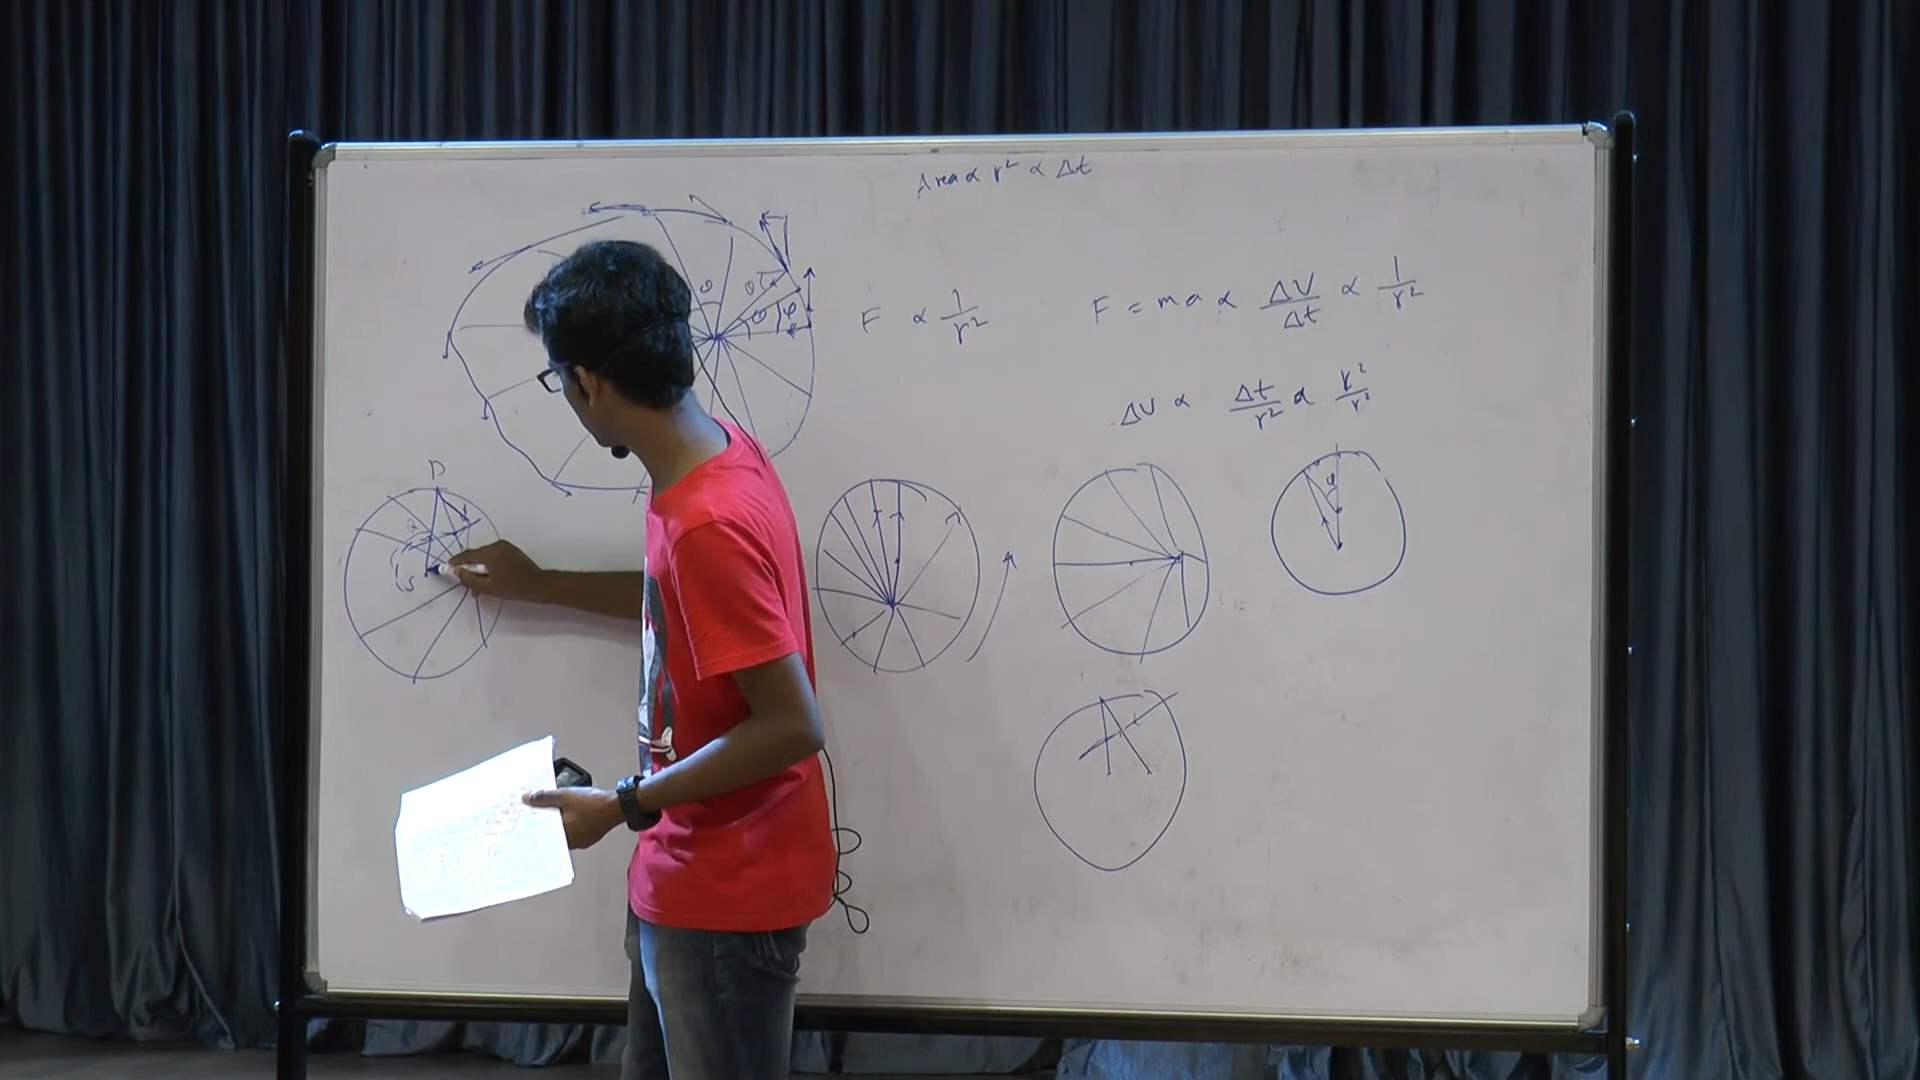 Area ∝ r² ∝ Δt
θ θ θ φ
F ∝ 1/r²
F = ma ∝ ΔV/Δt ∝ 1/r²
ΔV ∝ Δt/r² ∝ r²/r²
P
φ